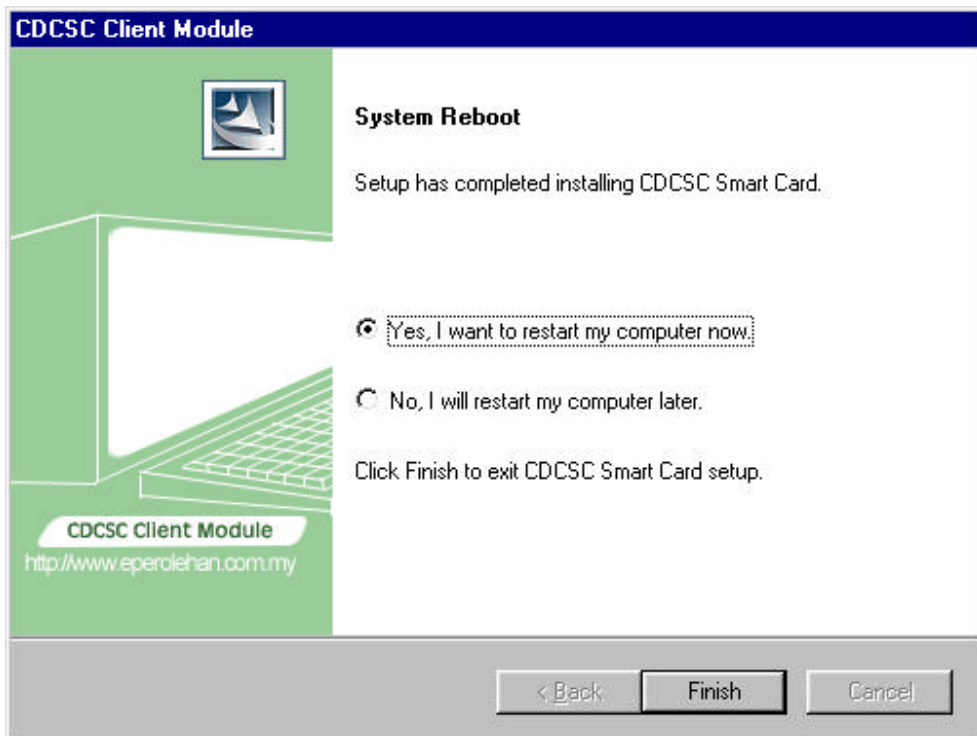 CDCSC Client Module
System Reboot
Setup has completed installing CDCSC Smart Card.
Yes, I want to restart my computer now.
No, I will restart my computer later.
Click Finish to exit CDCSC Smart Card setup.
CDCSC Client Module
http://www.eperolehan.com.my
< Back
Finish
Cancel